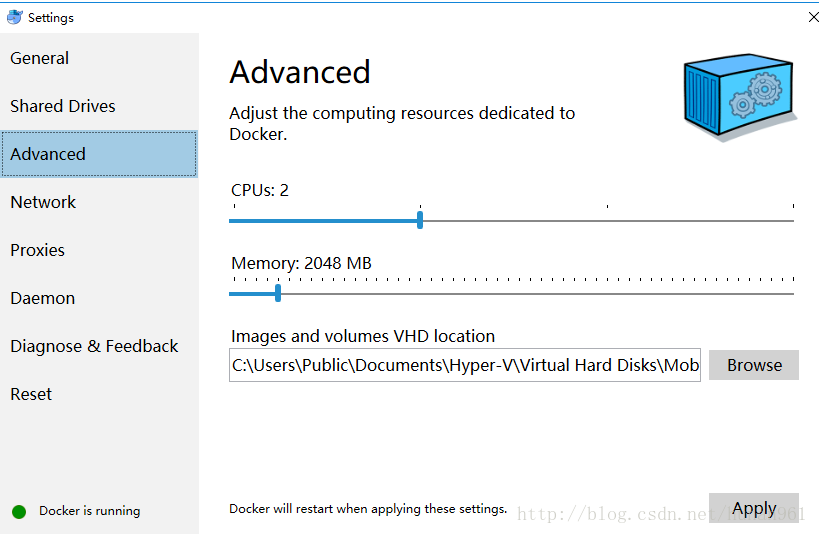 Settings
General
Shared Drives
Advanced
Network
Proxies
Daemon
Diagnose & Feedback
Reset
Docker is running
Advanced
Adjust the computing resources dedicated to
Docker.
CPUs: 2
Memory: 2048 MB
Images and volumes VHD location
C:\Users\Public\Documents\Hyper-V\Virtual Hard Disks\Mob
Browse
Docker will restart when applying these settings.
Apply
http://blog.csdn.net/